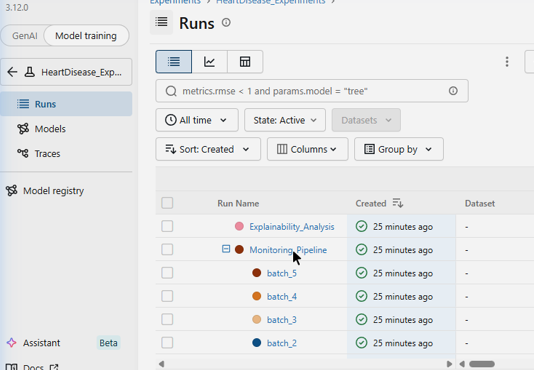 3.12.0
Experiments > HeartDisease_Experiments >
Runs
GenAI Model training
HeartDisease_Exp...
metrics.rmse < 1 and params.model = "tree"
Runs
All time State: Active Datasets
Models
Traces
Sort: Created Columns Group by
Model registry
Run Name Created Dataset
Explainability_Analysis 25 minutes ago -
Monitoring_Pipeline 25 minutes ago -
batch_5 25 minutes ago -
batch_4 25 minutes ago -
batch_3 25 minutes ago -
batch_2 25 minutes ago -
Assistant Beta
Docs